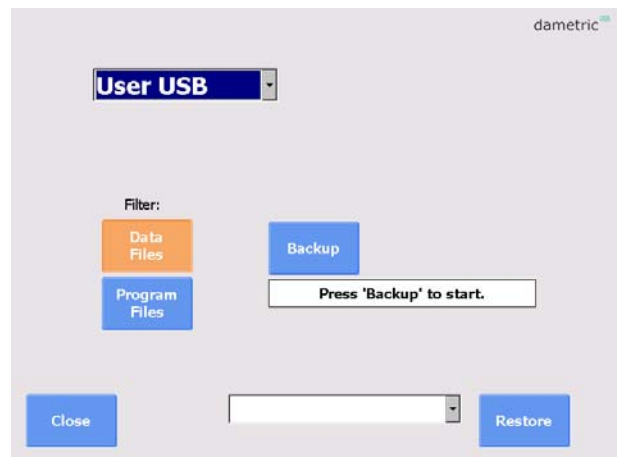 dametric
User USB
Filter:
Data
Files
Backup
Program
Files
Press 'Backup' to start.
Close
Restore